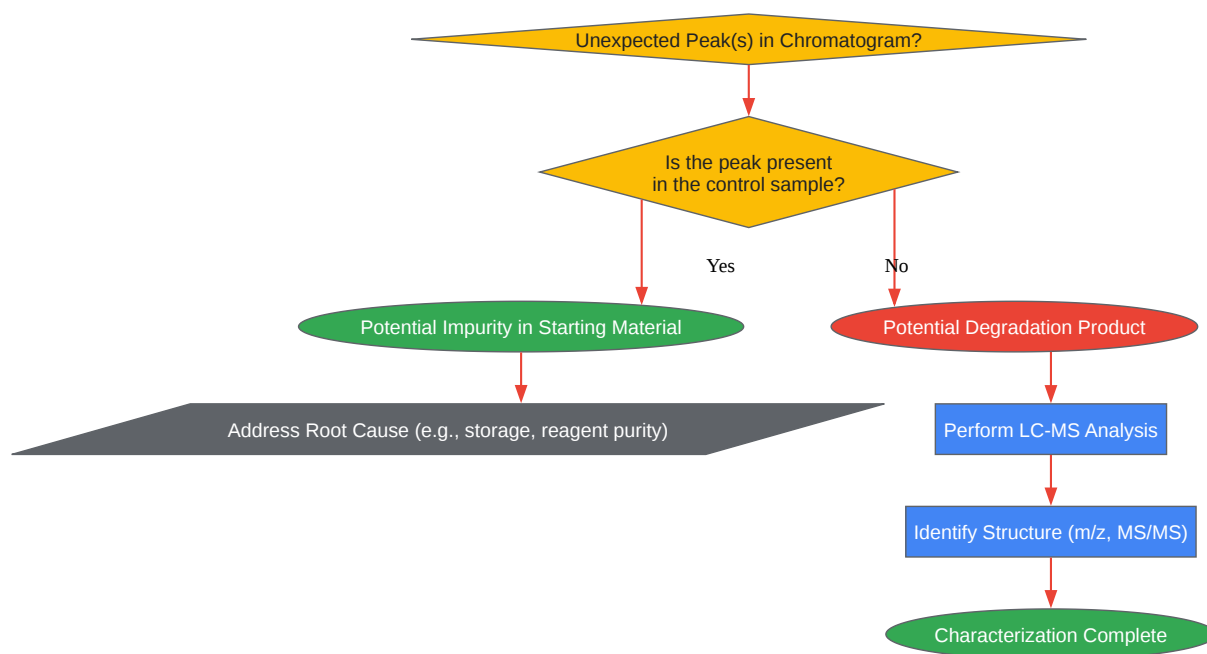 Unexpected Peak(s) in Chromatogram?
Is the peak present
in the control sample?
Yes
No
Potential Impurity in Starting Material
Potential Degradation Product
Address Root Cause (e.g., storage, reagent purity)
Perform LC-MS Analysis
Identify Structure (m/z, MS/MS)
Characterization Complete